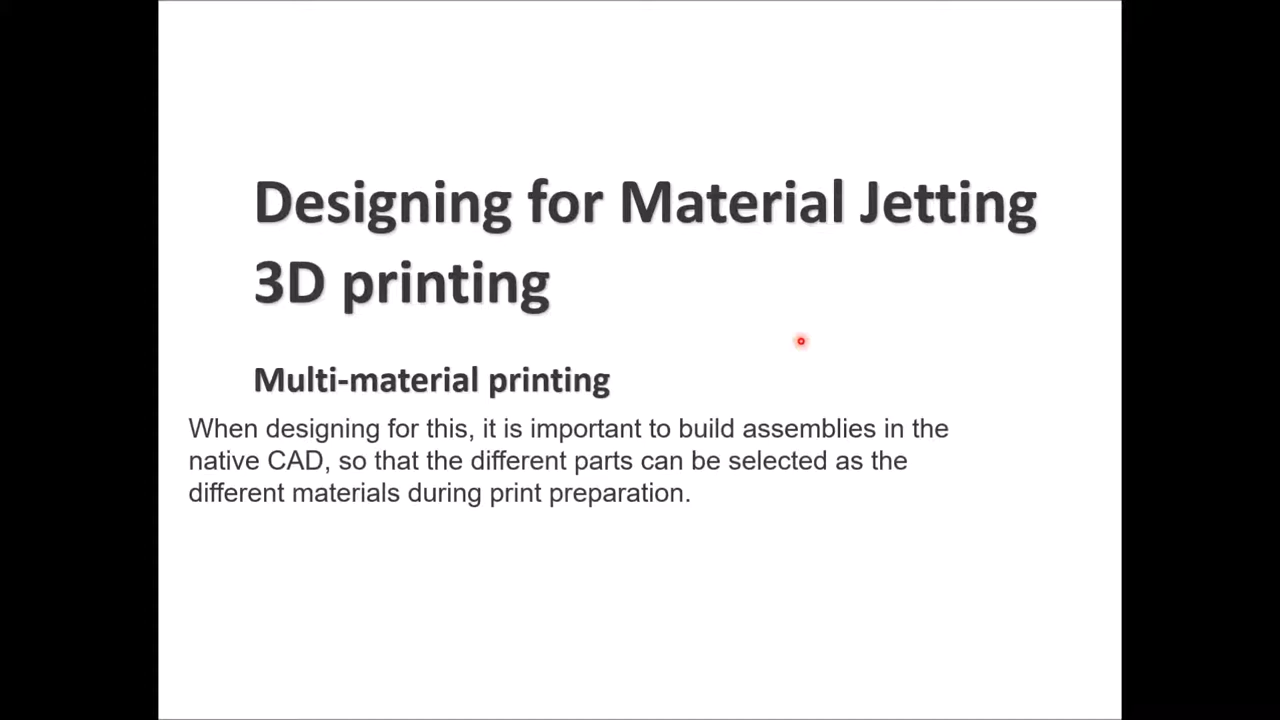 Designing for Material Jetting
3D printing
Multi-material printing
When designing for this, it is important to build assemblies in the
native CAD, so that the different parts can be selected as the
different materials during print preparation.